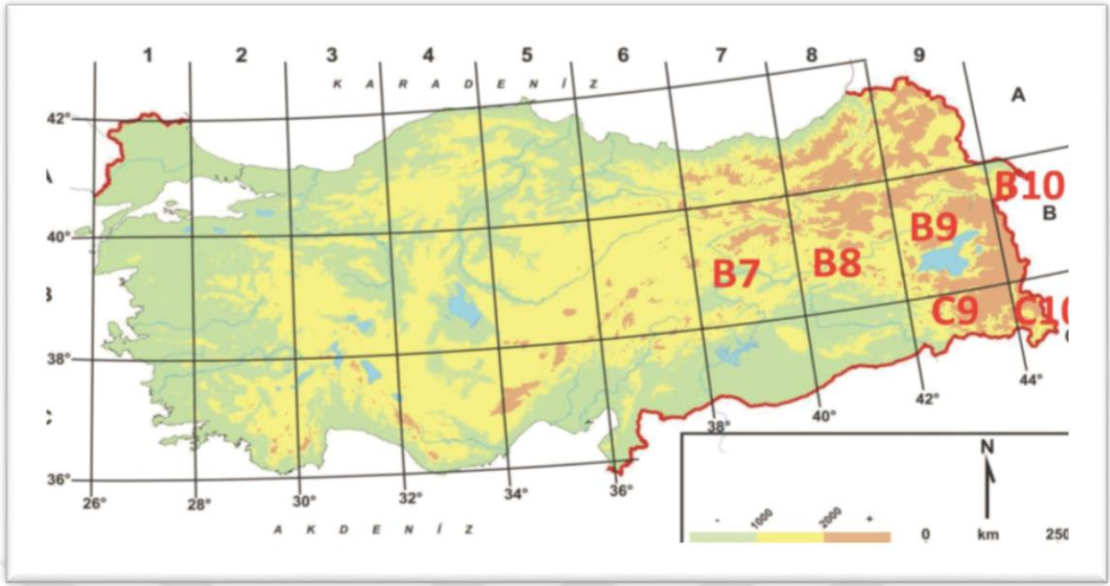 1 2 3 4 5 6 7 8 9
K A R A D E N İ Z
A
42°
A
B10
B
40°
B9
B7 B8
B
C9 C10
38°
44°
42°
40°
38°
C
36°
26° 28° 30° 32° 34° 36°
A K D E N İ Z
N
- 1000 2000 +
0 km 250